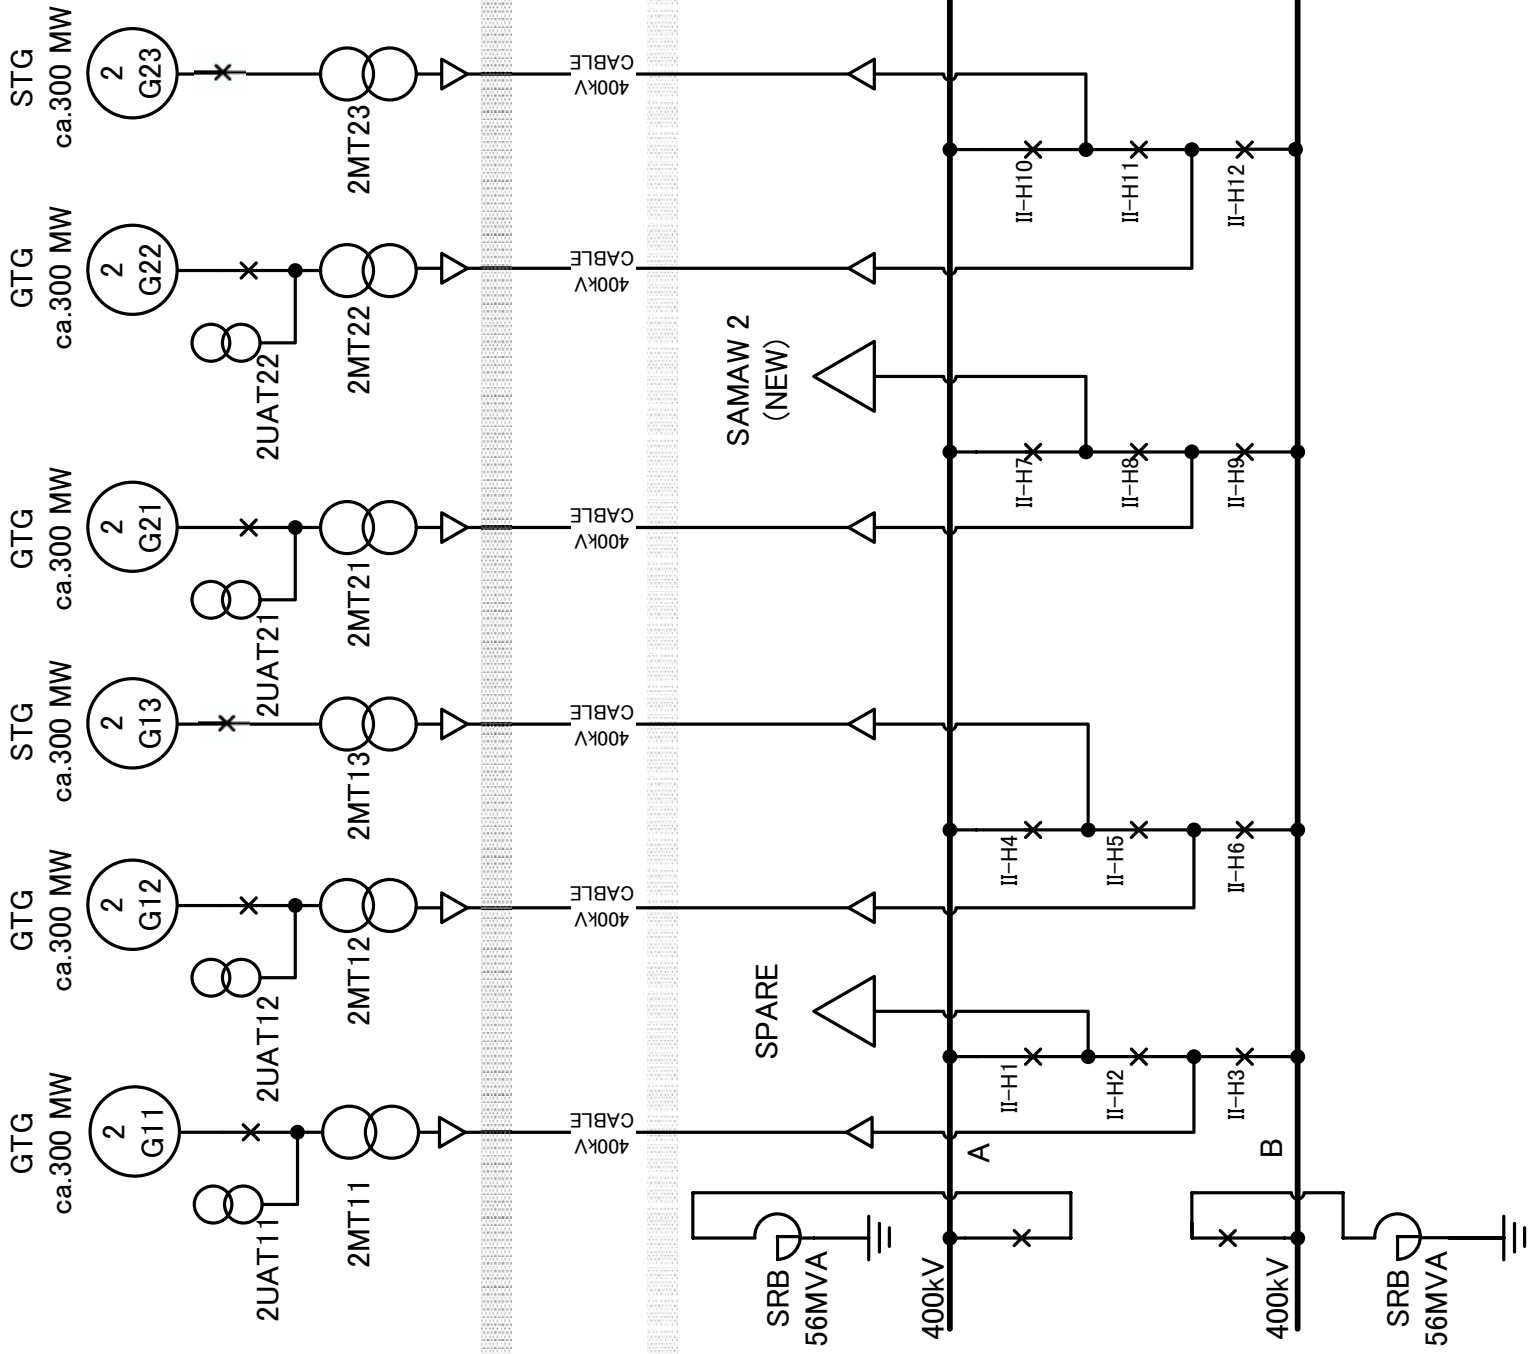 STG
ca.300 MW
2
G23
2MT23
400kV
CABLE
GTG
ca.300 MW
2
G22
2UAT22
2MT22
400kV
CABLE
GTG
ca.300 MW
2
G21
2UAT21
2MT21
400kV
CABLE
STG
ca.300 MW
2
G13
2MT13
400kV
CABLE
GTG
ca.300 MW
2
G12
2UAT12
2MT12
400kV
CABLE
GTG
ca.300 MW
2
G11
2UAT11
2MT11
400kV
CABLE
SAMAW 2
(NEW)
SPARE
II-H10
II-H11
II-H12
II-H7
II-H8
II-H9
II-H4
II-H5
II-H6
II-H1
II-H2
II-H3
A
B
SRB
56MVA
400kV
400kV
SRB
56MVA